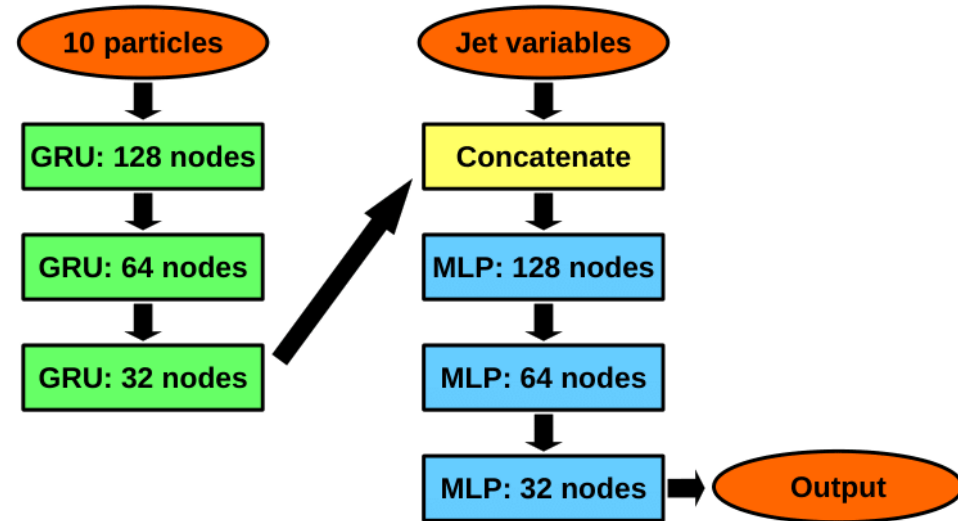 10 particles
GRU: 128 nodes
GRU: 64 nodes
GRU: 32 nodes
Jet variables
Concatenate
MLP: 128 nodes
MLP: 64 nodes
MLP: 32 nodes
Output